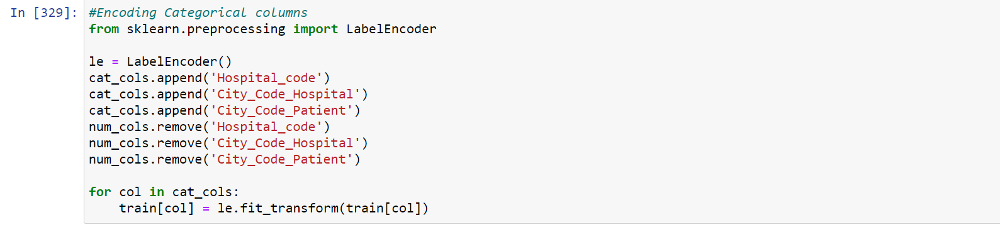 In [329]: #Encoding Categorical columns
from sklearn.preprocessing import LabelEncoder

le = LabelEncoder()
cat_cols.append('Hospital_code')
cat_cols.append('City_Code_Hospital')
cat_cols.append('City_Code_Patient')
num_cols.remove('Hospital_code')
num_cols.remove('City_Code_Hospital')
num_cols.remove('City_Code_Patient')

for col in cat_cols:
    train[col] = le.fit_transform(train[col])